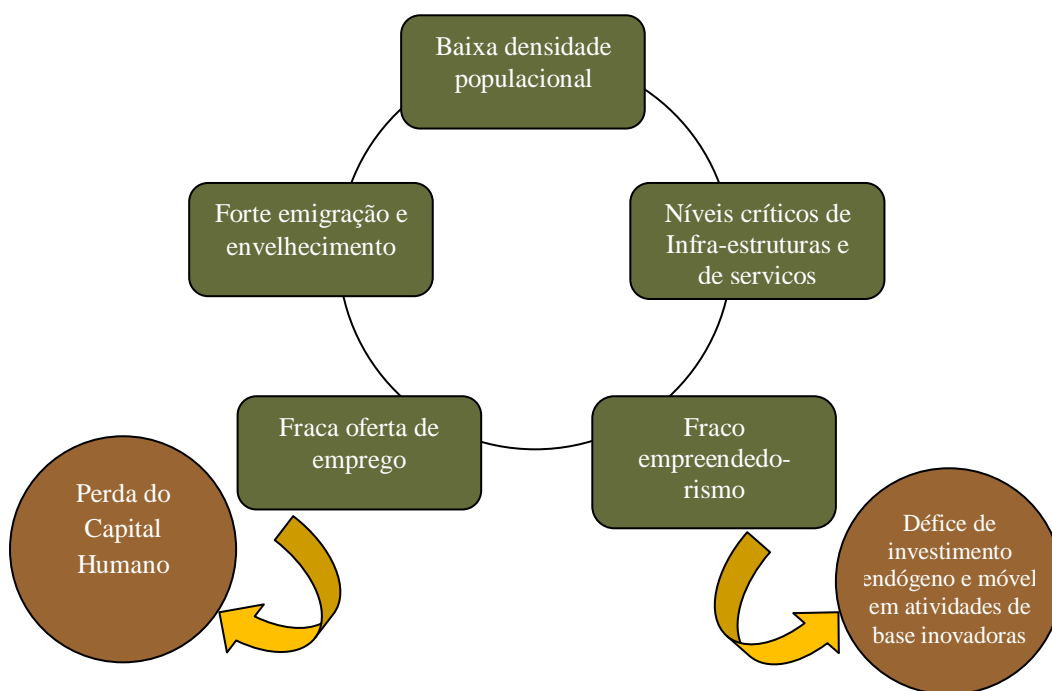 Baixa densidade
populacional
Forte emigração e
envelhecimento
Níveis críticos de
Infra-estruturas e
de servicos
Fraca oferta de
emprego
Fraco
empreendedo-
rismo
Perda do
Capital
Humano
Défice de
investimento
endógeno e móvel
em atividades de
base inovadoras